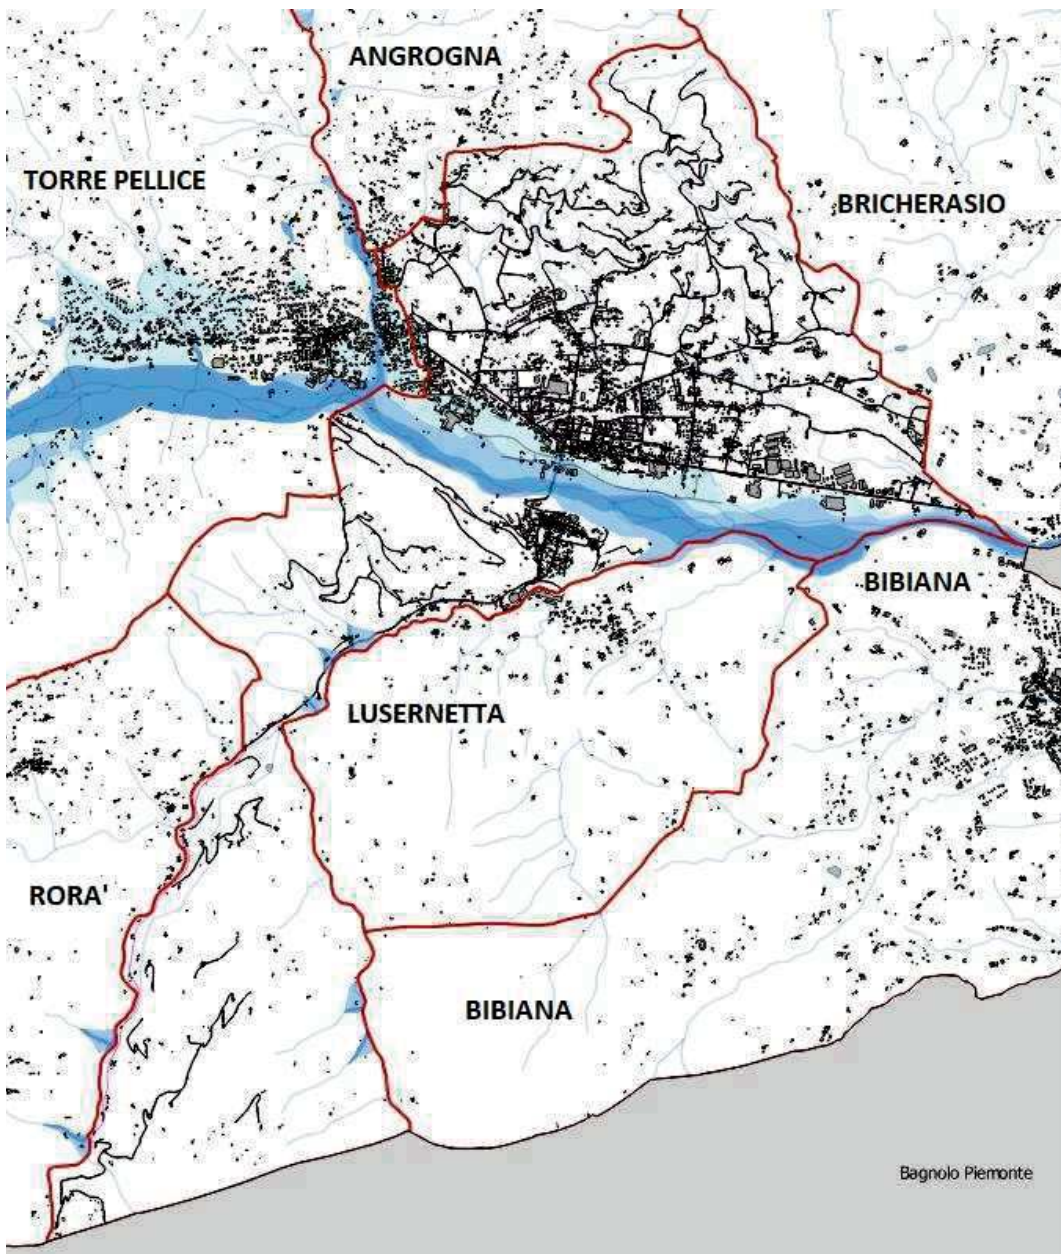 ANGROGNA
TORRE PELLICE
BRICHERASIO
BIBIANA
LUSERNETTA
RORA'
BIBIANA
Bagnolo Piemonte